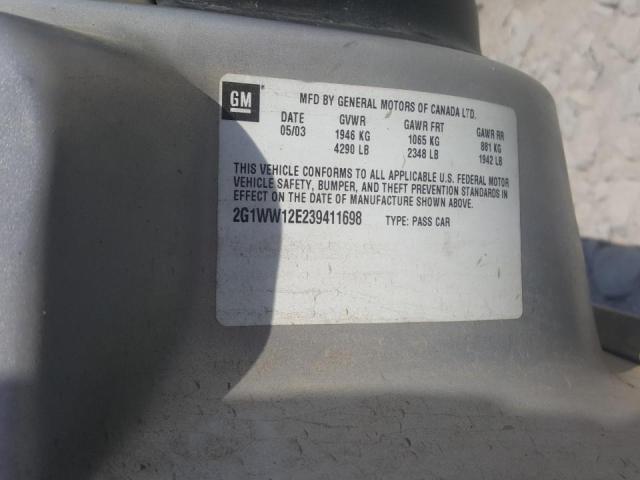 GM
MFD BY GENERAL MOTORS OF CANADA LTD.
DATE GVWR GAWR FRT GAWR RR
05/03 1946 KG 1065 KG 881 KG
4290 LB 2348 LB 1942 LB
THIS VEHICLE CONFORMS TO ALL APPLICABLE U.S. FEDERAL MOTOR
VEHICLE SAFETY, BUMPER, AND THEFT PREVENTION STANDARDS IN
EFFECT ON THE DATE OF MANUFACTURE SHOWN ABOVE.
2G1WW12E239411698 TYPE: PASS CAR